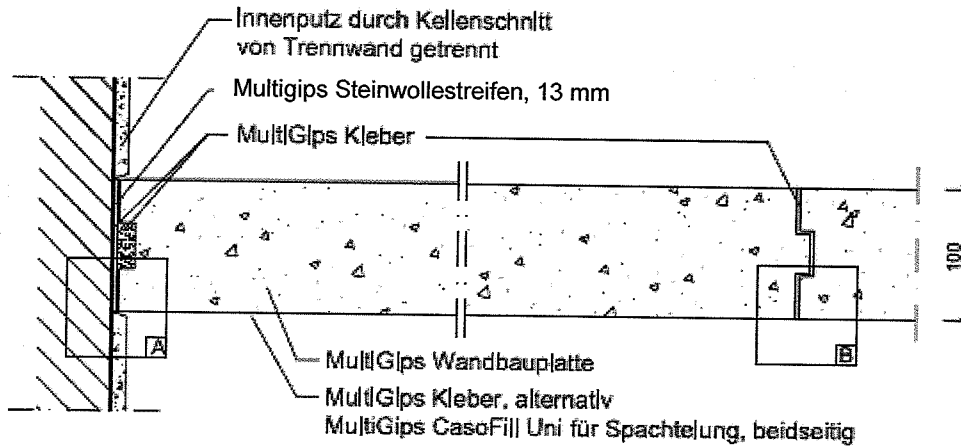 Innenputz durch Kellenschnitt
von Trennwand getrennt
Multigips Steinwollestreifen, 13 mm
MultiGips Kleber
100
A
B
MultiGips Wandbauplatte
MultiGips Kleber, alternativ
MultiGips CasoFill Uni für Spachtelung, beidseitig